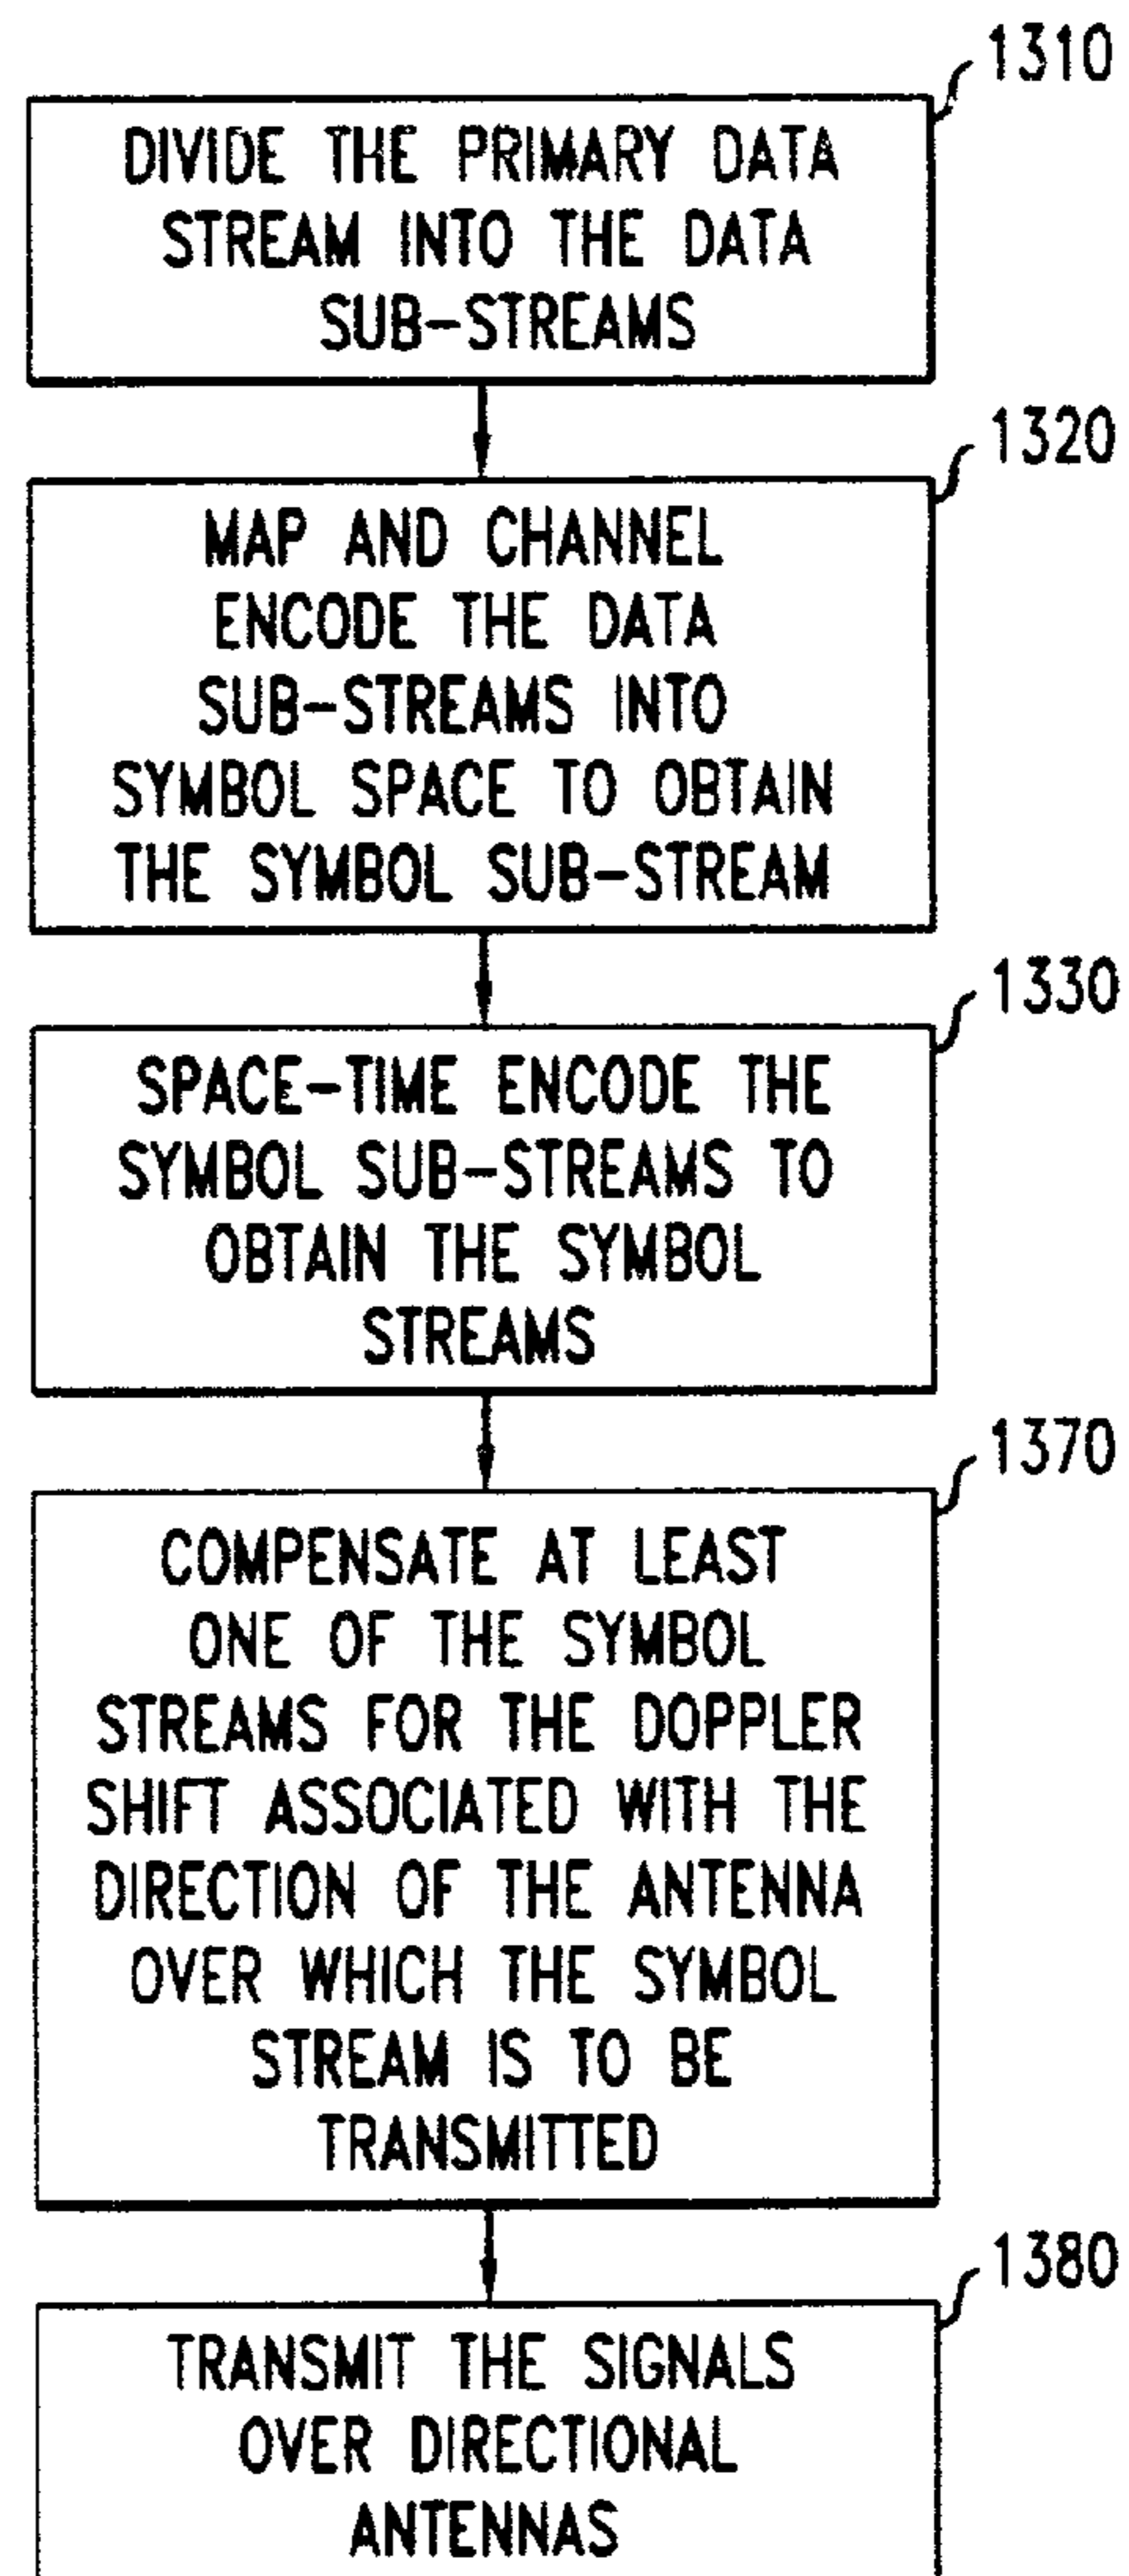 1310
DIVIDE THE PRIMARY DATA
STREAM INTO THE DATA
SUB-STREAMS
1320
MAP AND CHANNEL
ENCODE THE DATA
SUB-STREAMS INTO
SYMBOL SPACE TO OBTAIN
THE SYMBOL SUB-STREAM
1330
SPACE-TIME ENCODE THE
SYMBOL SUB-STREAMS TO
OBTAIN THE SYMBOL
STREAMS
1370
COMPENSATE AT LEAST
ONE OF THE SYMBOL
STREAMS FOR THE DOPPLER
SHIFT ASSOCIATED WITH THE
DIRECTION OF THE ANTENNA
OVER WHICH THE SYMBOL
STREAM IS TO BE
TRANSMITTED
1380
TRANSMIT THE SIGNALS
OVER DIRECTIONAL
ANTENNAS